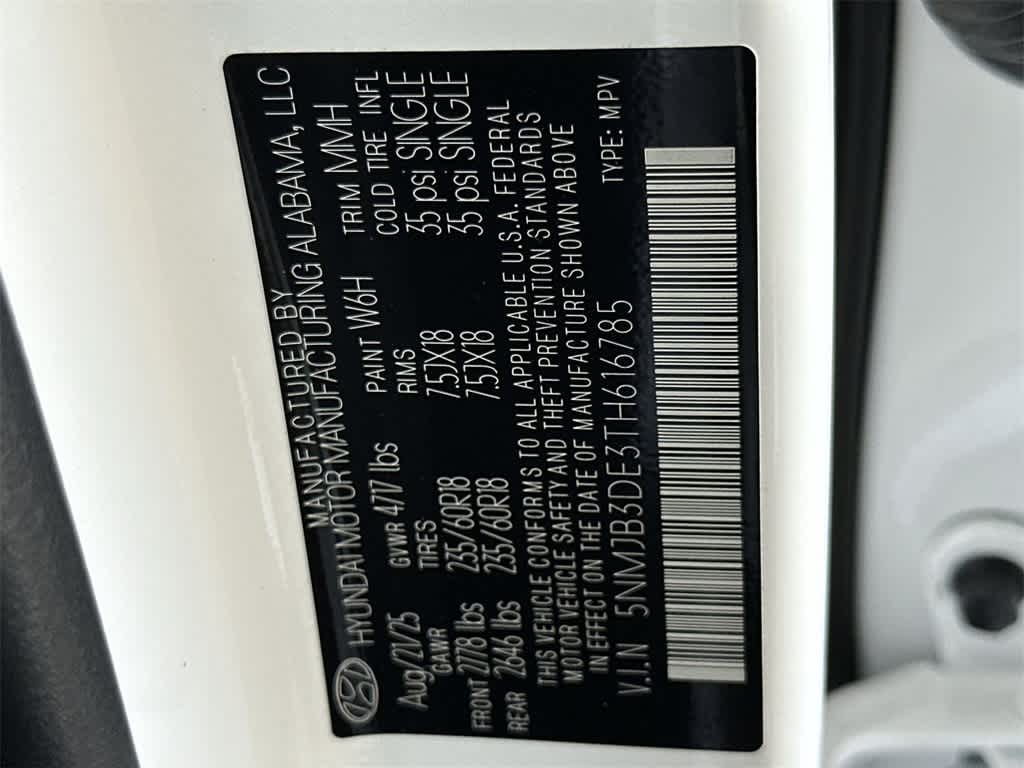 MANUFACTURED BY
HYUNDAI MOTOR MANUFACTURING ALABAMA, LLC
Aug/21/25 GVWR 4717 lbs PAINT W6H TRIM MMH
GAWR TIRES RIMS COLD TIRE INFL
FRONT 2778 lbs 235/60R18 7.5JX18 35 psi SINGLE
REAR 2646 lbs 235/60R18 7.5JX18 35 psi SINGLE
THIS VEHICLE CONFORMS TO ALL APPLICABLE U.S.A. FEDERAL
MOTOR VEHICLE SAFETY AND THEFT PREVENTION STANDARDS
IN EFFECT ON THE DATE OF MANUFACTURE SHOWN ABOVE
V.I.N 5NMJB3DE3TH616785 TYPE: MPV